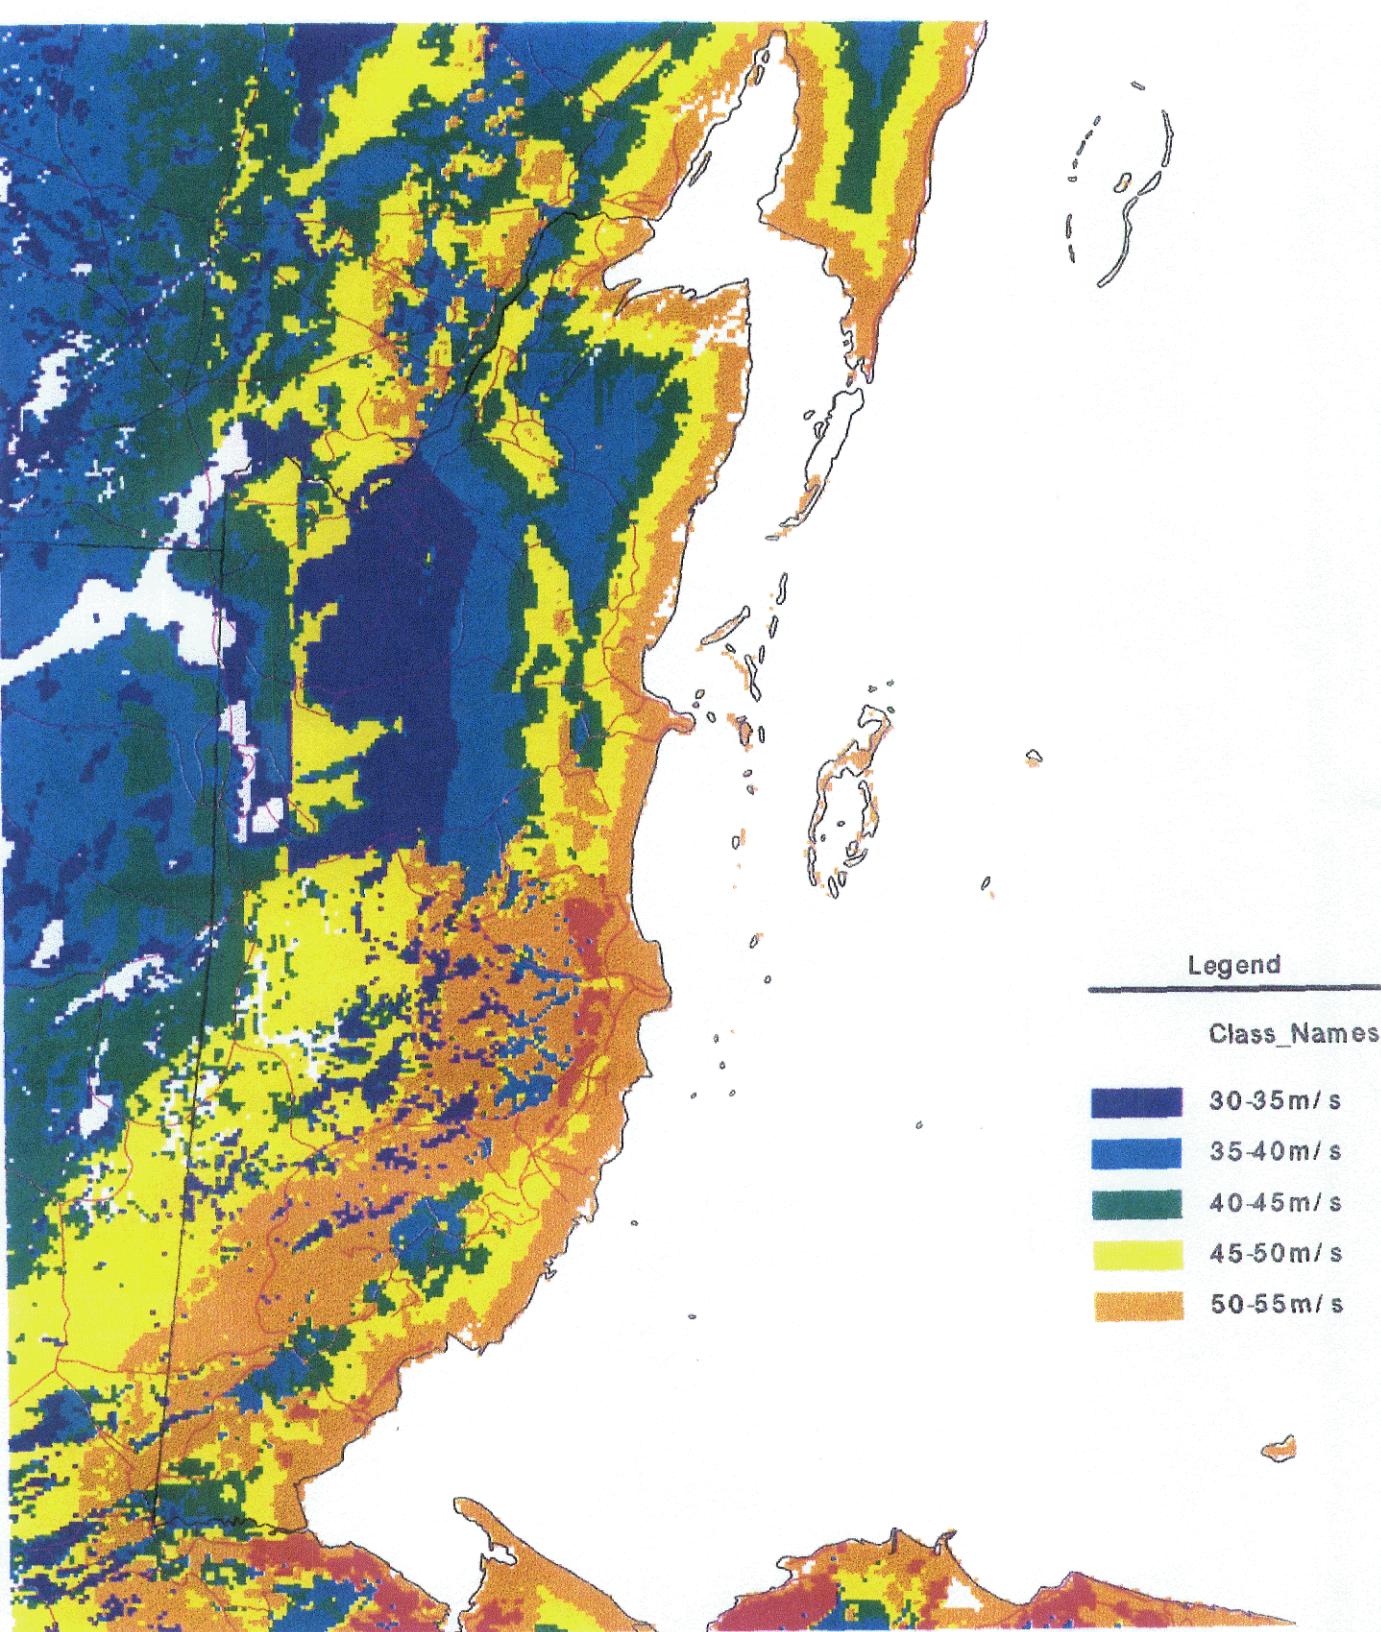 Legend
Class_Names
30-35m/ s
35-40m/ s
40-45m/ s
45-50m/ s
50-55m/ s